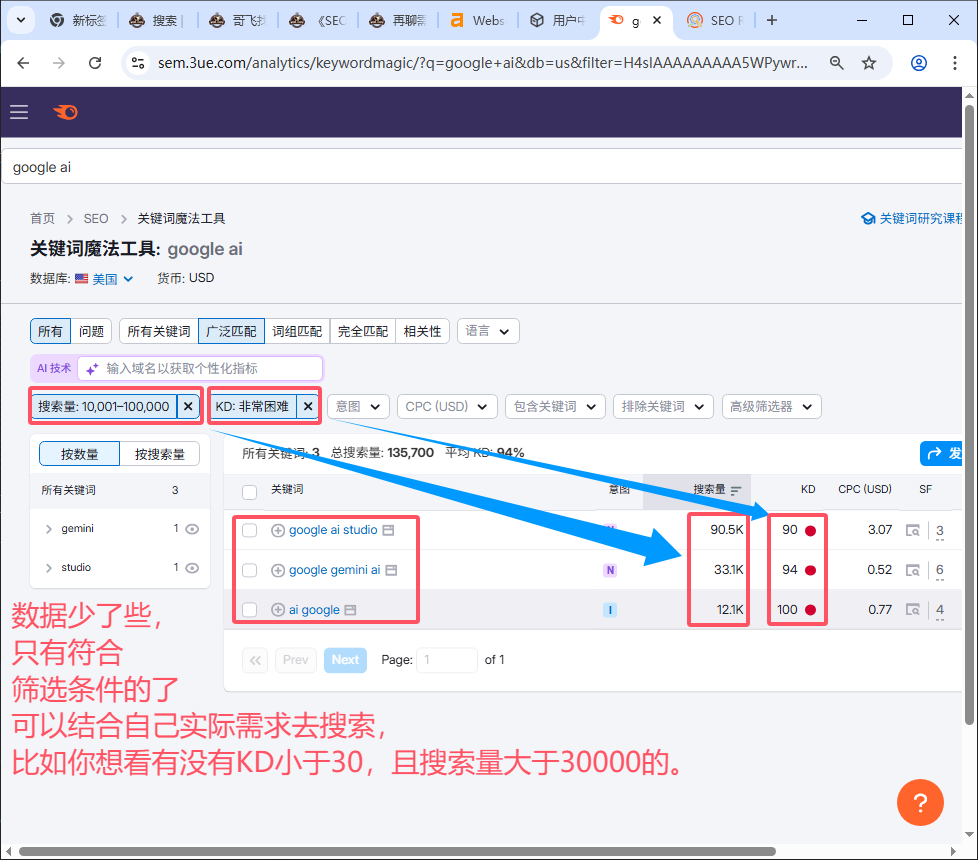 新标签
搜索
哥飞
《SEO
再聊
Webs
用户中
g
SEO
sem.3ue.com/analytics/keywordmagic/?q=google+ai&db=us&filter=H4sIAAAAAAAAA5WPywr...
google ai
首页 > SEO > 关键词魔法工具
关键词研究课程
关键词魔法工具: google ai
数据库: 美国 货币: USD
所有 问题 所有关键词 广泛匹配 词组匹配 完全匹配 相关性 语言
AI 技术 输入域名以获取个性化指标
搜索量: 10,001–100,000 × KD: 非常困难 × 意图 CPC (USD) 包含关键词 排除关键词 高级筛选器
按数量 按搜索量
所有关键词: 3 总搜索量: 135,700 平均 KD: 94%
发
所有关键词 3
gemini 1
studio 1
关键词 意图 搜索量 KD CPC (USD) SF
google ai studio 90.5K 90 3.07 3
google gemini ai N 33.1K 94 0.52 6
ai google I 12.1K 100 0.77 4
Prev Next Page: 1 of 1
数据少了些，
只有符合
筛选条件的了
可以结合自己实际需求去搜索，
比如你想看有没有KD小于30，且搜索量大于30000的。
?